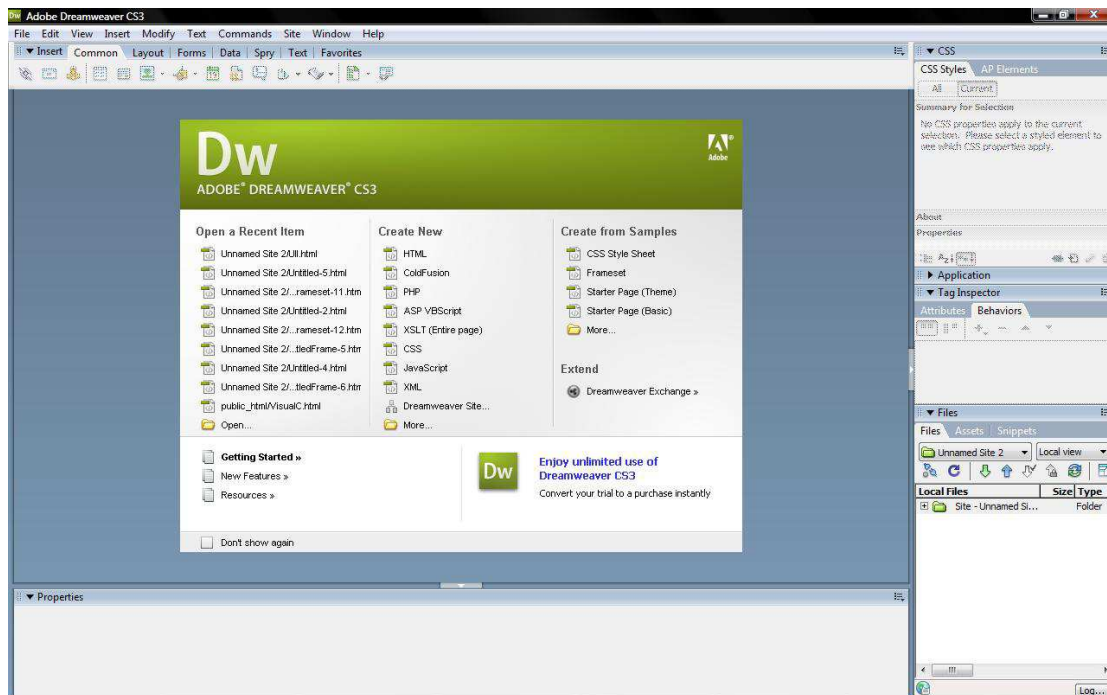 Dw Adobe Dreamweaver CS3
File Edit View Insert Modify Text Commands Site Window Help
Insert Common Layout Forms Data Spry Text Favorites
CSS
CSS Styles AP Elements
All Current
Summary for Selection
No CSS properties apply to the current
selection. Please select a styled element to
see which CSS properties apply.
About
Properties
Application
Tag Inspector
Attributes Behaviors
Files
Files Assets Snippets
Unnamed Site 2 Local view
Local Files Size Type
Site - Unnamed Si... Folder
Log...
Dw
ADOBE® DREAMWEAVER® CS3
Adobe
Open a Recent Item
Unnamed Site 2/Ull.html
Unnamed Site 2/Untitled-5.html
Unnamed Site 2/...rameset-11.htm
Unnamed Site 2/Untitled-2.html
Unnamed Site 2/...rameset-12.htm
Unnamed Site 2/...tledFrame-5.htm
Unnamed Site 2/Untitled-4.html
Unnamed Site 2/...tledFrame-6.htm
public_html/VisualC.html
Open...
Create New
HTML
ColdFusion
PHP
ASP VBScript
XSLT (Entire page)
CSS
JavaScript
XML
Dreamweaver Site...
More...
Create from Samples
CSS Style Sheet
Frameset
Starter Page (Theme)
Starter Page (Basic)
More...
Extend
Dreamweaver Exchange »
Getting Started »
New Features »
Resources »
Dw
Enjoy unlimited use of
Dreamweaver CS3
Convert your trial to a purchase instantly
Don't show again
Properties